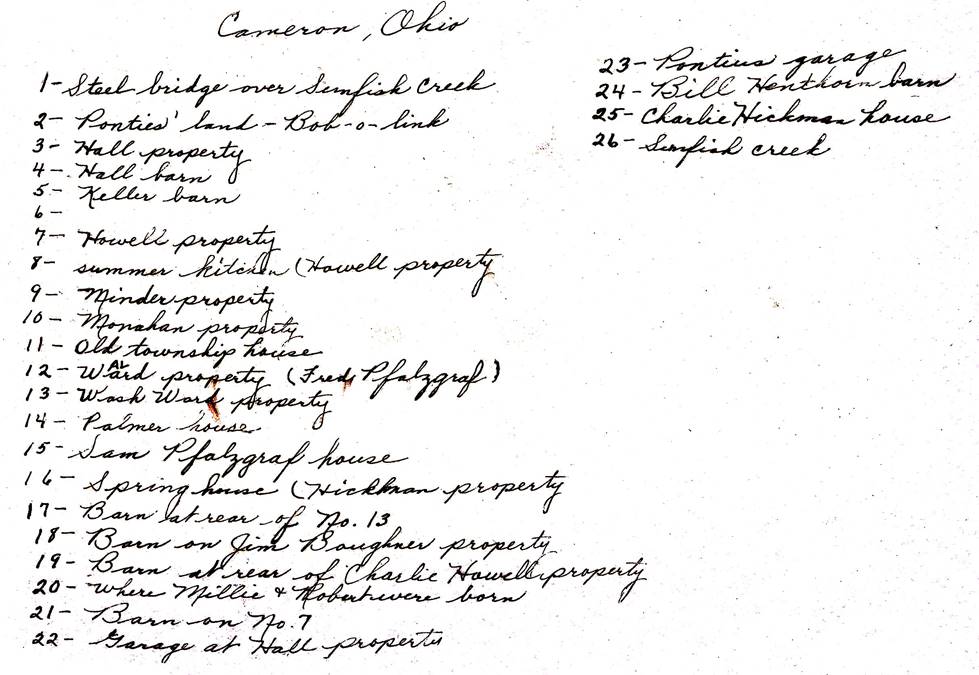 Cameron, Ohio
1- Steel bridge over Sunfish Creek
2- Ponties' land - Bob-o-link
3- Hall property
4- Hall barn
5- Keller barn
6-
7- Howell property
8- summer kitchen (Howell property
9- Minder property
10- Monahan property
11- Old township house
12- Ward property (Fred Pfalzgraf)
13- Wash Ward property
14- Palmer house
15- Sam Pfalzgraf house
16- Spring house (Hickman property
17- Barn at rear of No. 13
18- Barn on Jim Boughner property
19- Barn at rear of Charlie Howell property
20- Where Millie & Robert were born
21- Barn on No. 7
22- Garage at Hall property
23- Pontius garage
24- Bill Henthorn barn
25- Charlie Hickman house
26- Sunfish creek